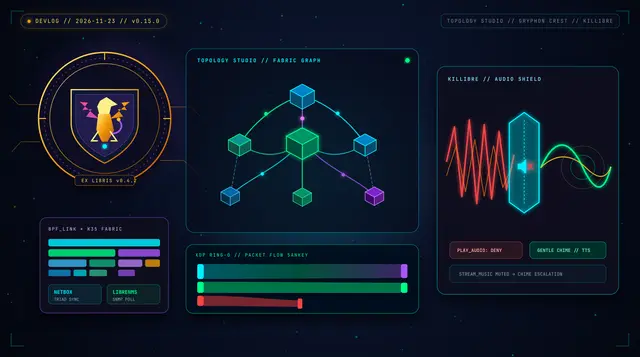 DEVLOG // 2026-11-23 // v0.15.0
TOPOLOGY STUDIO // GRYPHON.CREST // KILLIBRE
TOPOLOGY STUDIO // FABRIC GRAPH
KILLIBRE // AUDIO SHIELD
EX LIBRIS v0.4.2
BPF_LINK + K3S FABRIC
NETBOX
TRIAD SYNC
LIBRENMS
SNMP POLL
XDP RING-0 // PACKET FLOW SANKEY
PLAY_AUDIO: DENY
GENTLE CHIME // TTS
STREAM_MUSIC MUTED + CHIME ESCALATION